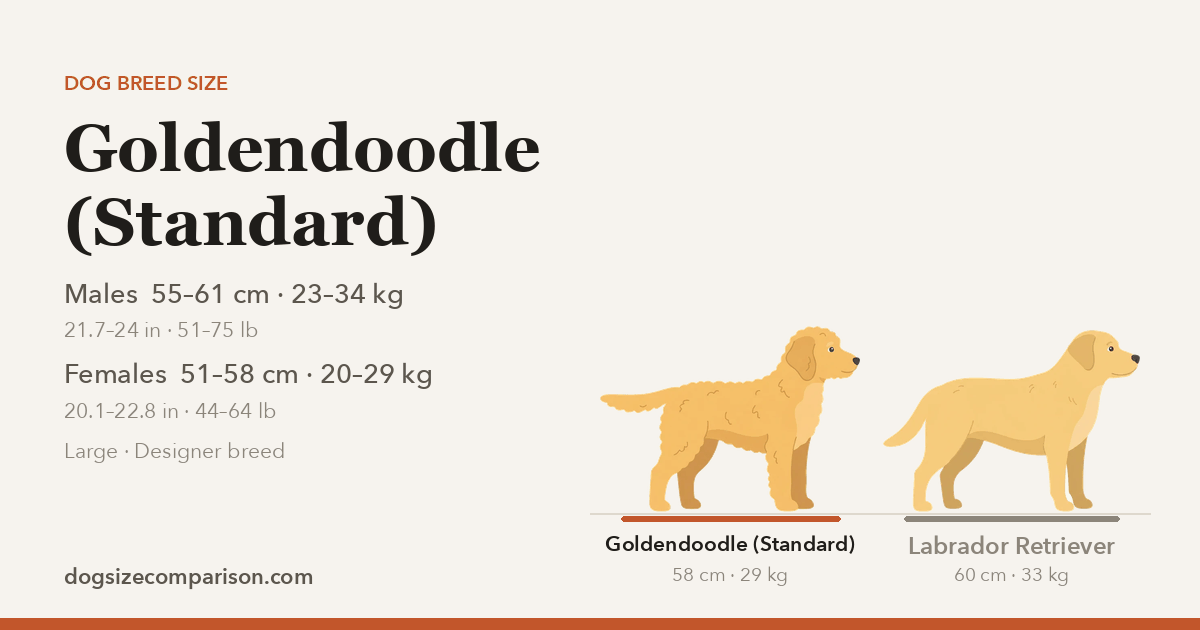 DOG BREED SIZE
Goldendoodle
(Standard)
Males 55–61 cm · 23–34 kg
21.7–24 in · 51–75 lb
Females 51–58 cm · 20–29 kg
20.1–22.8 in · 44–64 lb
Large · Designer breed
Goldendoodle (Standard)
58 cm · 29 kg
Labrador Retriever
60 cm · 33 kg
dogsizecomparison.com